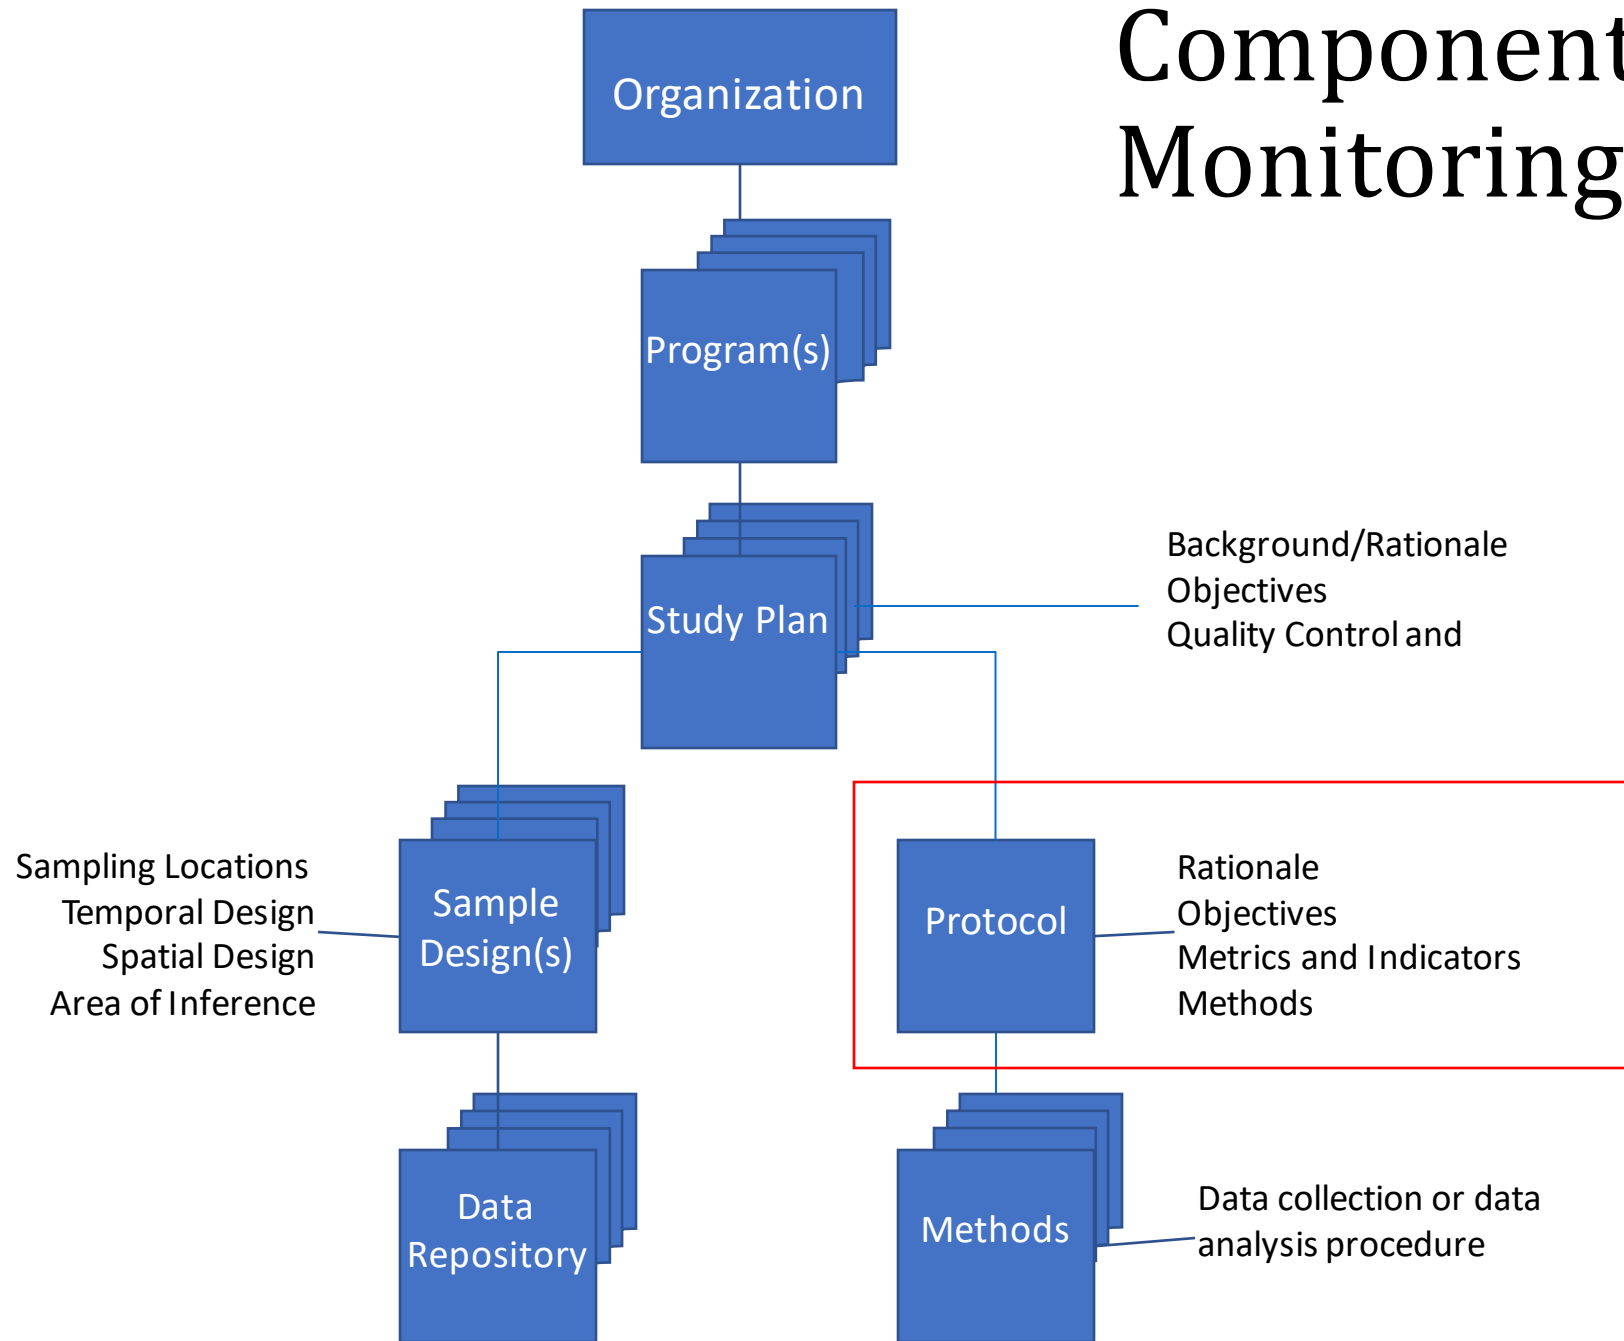 Component
Monitoring
Organization
Program(s)
Study Plan
Background/Rationale
Objectives
Quality Control and
Sampling Locations
Temporal Design
Spatial Design
Area of Inference
Sample
Design(s)
Protocol
Rationale
Objectives
Metrics and Indicators
Methods
Data
Repository
Methods
Data collection or data
analysis procedure